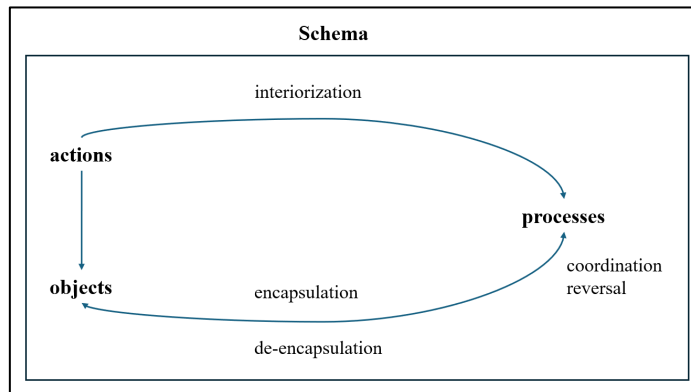 Schema
interiorization
actions
processes
coordination
reversal
objects
encapsulation
de-encapsulation